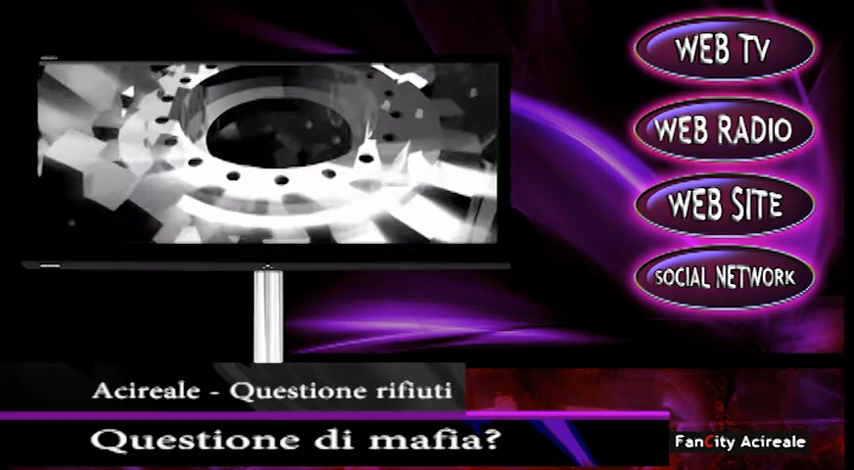 WEB TV
WEB RADIO
WEB SITE
SOCIAL NETWORK
Acireale - Questione rifiuti
Questione di mafia?
FanCity Acireale